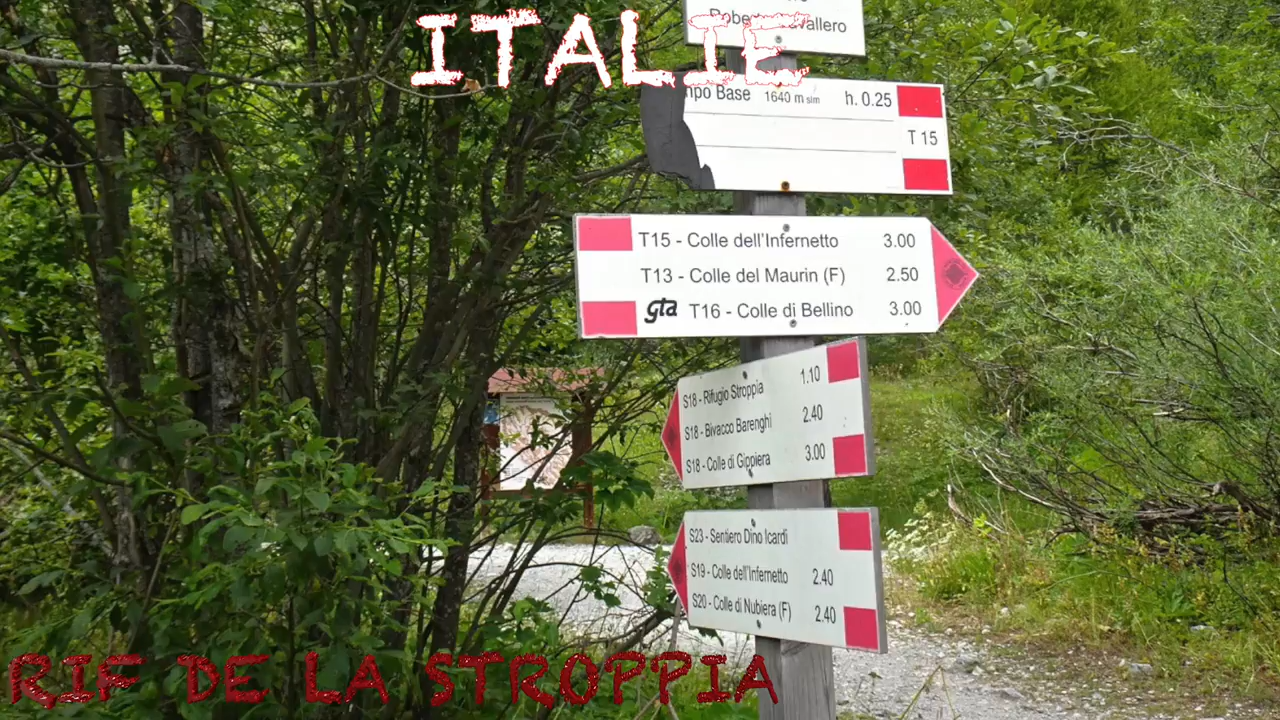 ITALIE
vallero
Base 1640 m slm h. 0.25
T 15
T15 - Colle dell'Infernetto 3.00
T13 - Colle del Maurin (F) 2.50
gta T16 - Colle di Bellino 3.00
S18 - Rifugio Stroppia 1.10
S18 - Bivacco Barenghi 2.40
S18 - Colle di Gippiera 3.00
S23 - Sentiero Dino Icardi
S19 - Colle dell'Infernetto 2.40
S20 - Colle di Nubiera (F) 2.40
RIF DE LA STROPPIA